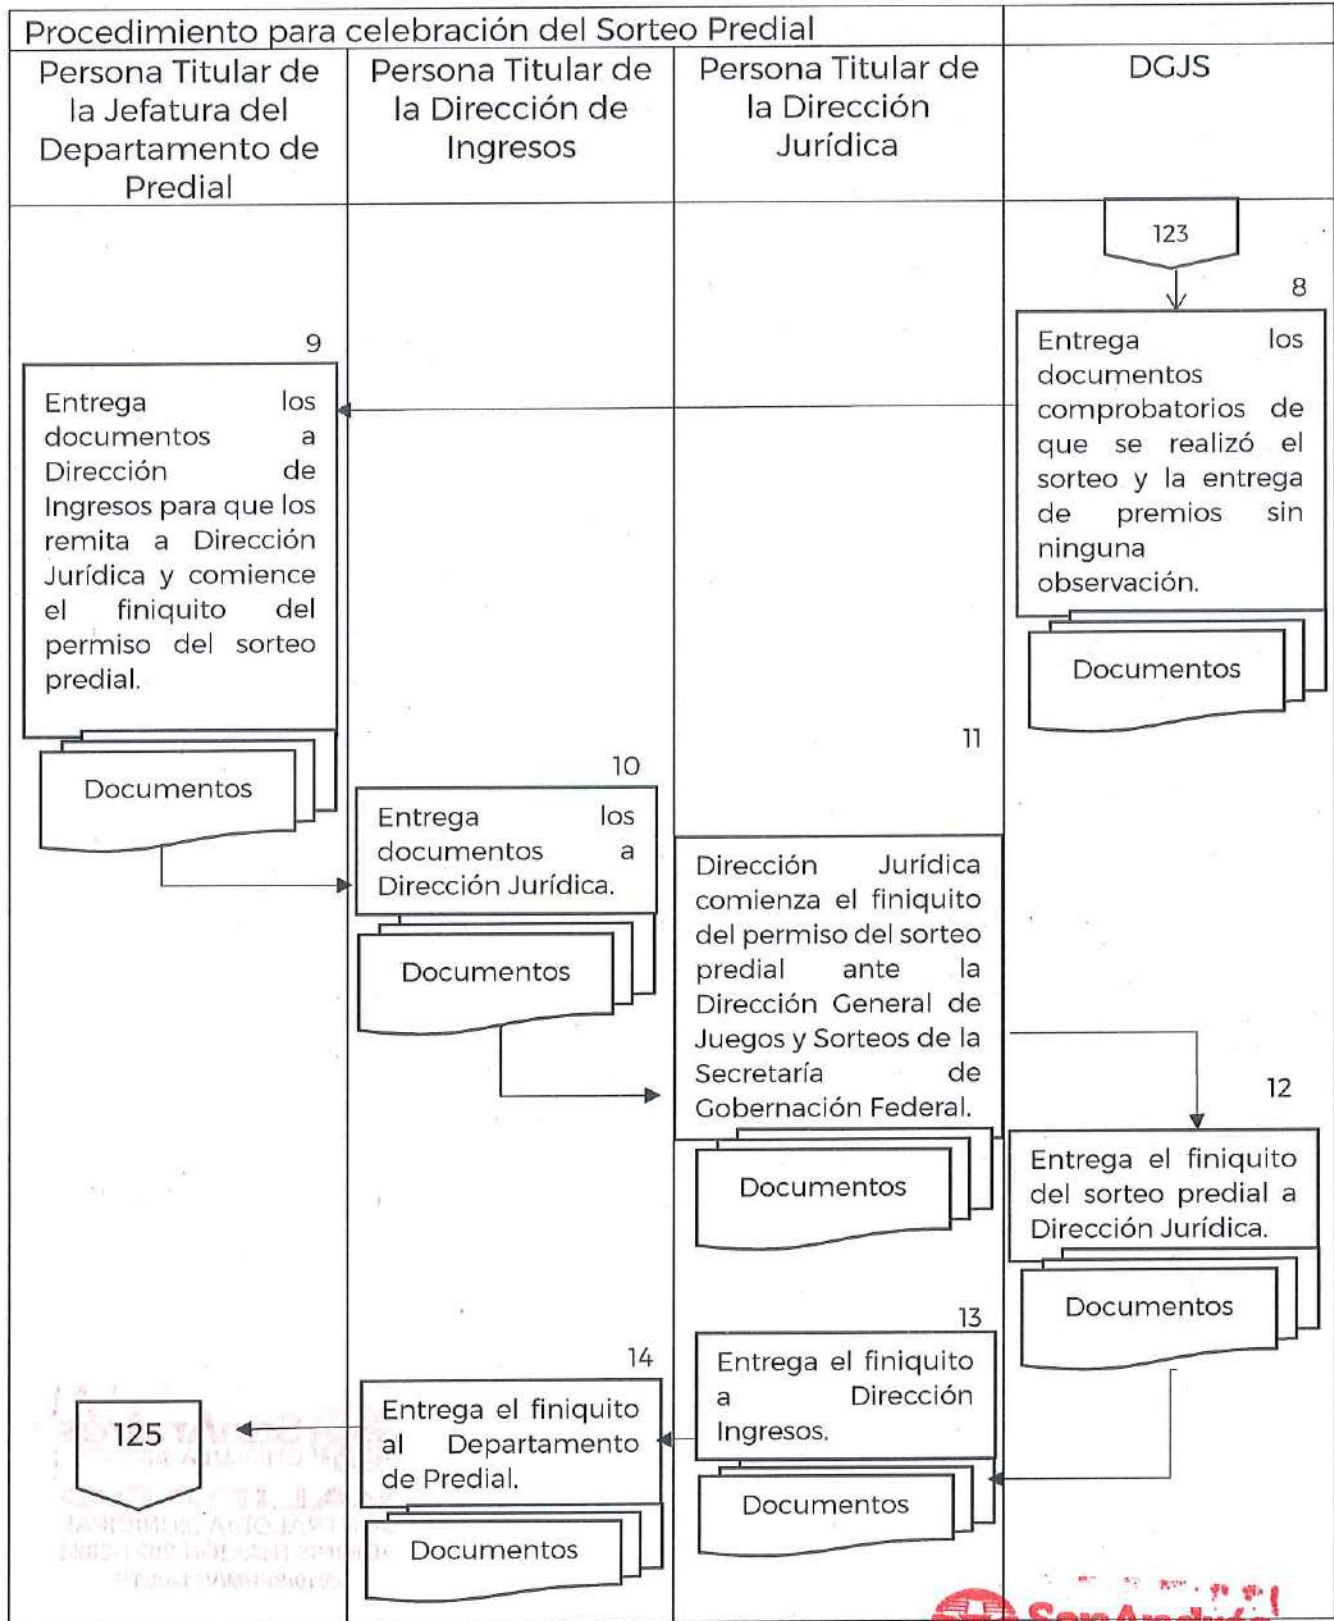 Procedimiento para celebración del Sorteo Predial
Persona Titular de
la Jefatura del
Departamento de
Predial
Persona Titular de
la Dirección de
Ingresos
Persona Titular de
la Dirección
Jurídica
DGJS
123
8
Entrega los
documentos
comprobatorios de
que se realizó el
sorteo y la entrega
de premios sin
ninguna
observación.
Documentos
9
Entrega los
documentos a
Dirección de
Ingresos para que los
remita a Dirección
Jurídica y comience
el finiquito del
permiso del sorteo
predial.
Documentos
10
Entrega los
documentos a
Dirección Jurídica.
Documentos
11
Dirección Jurídica
comienza el finiquito
del permiso del sorteo
predial ante la
Dirección General de
Juegos y Sorteos de la
Secretaría de
Gobernación Federal.
Documentos
12
Entrega el finiquito
del sorteo predial a
Dirección Jurídica.
Documentos
13
Entrega el finiquito
a Dirección
Ingresos.
Documentos
14
Entrega el finiquito
al Departamento
de Predial.
Documentos
125
San Andrés